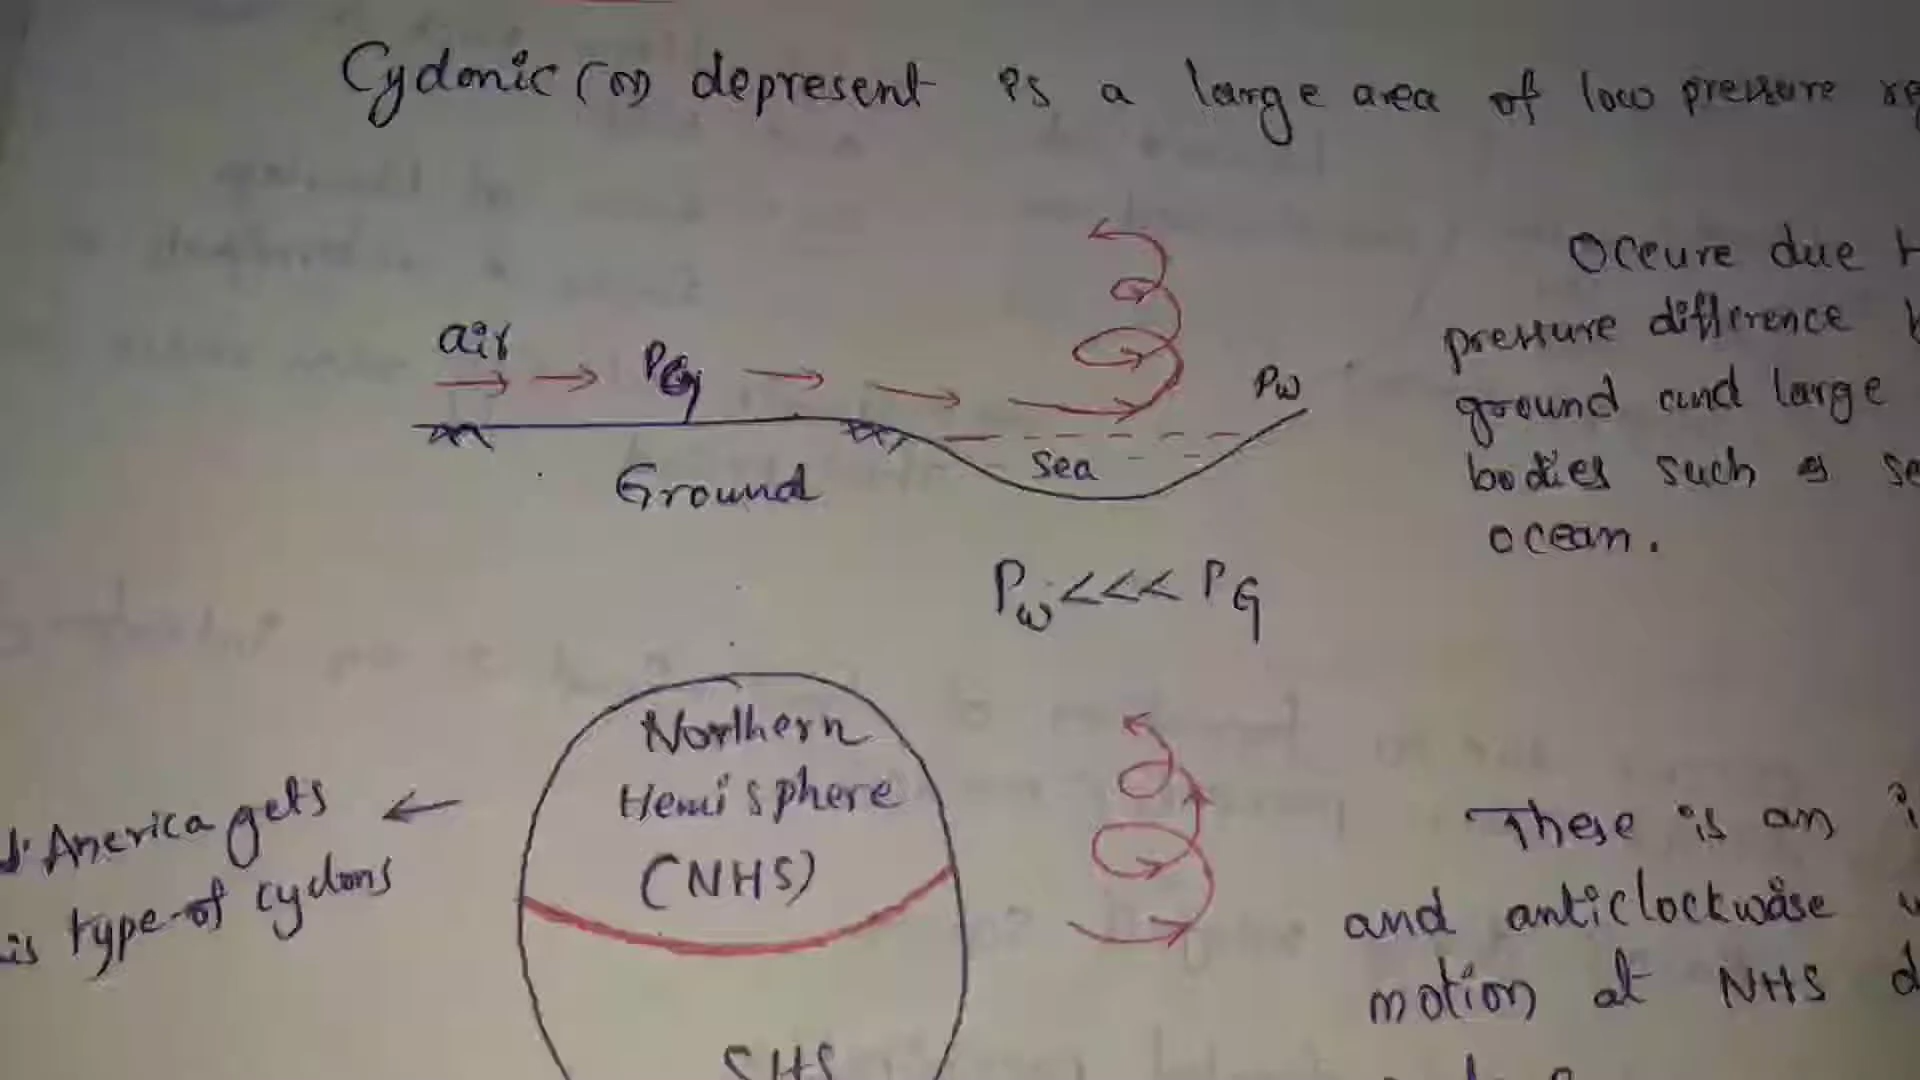 Cyclonic (or) depresent is a large area of low pressure
Occure due
pressure difference
ground and large
bodies such as
ocean.
air
PG
Pw
Sea
Ground
Pw <<< PG
Northern
Hemisphere
(NHS)
SHS
America gets
type of cyclons
These is an
and anticlockwise
motion at NHS